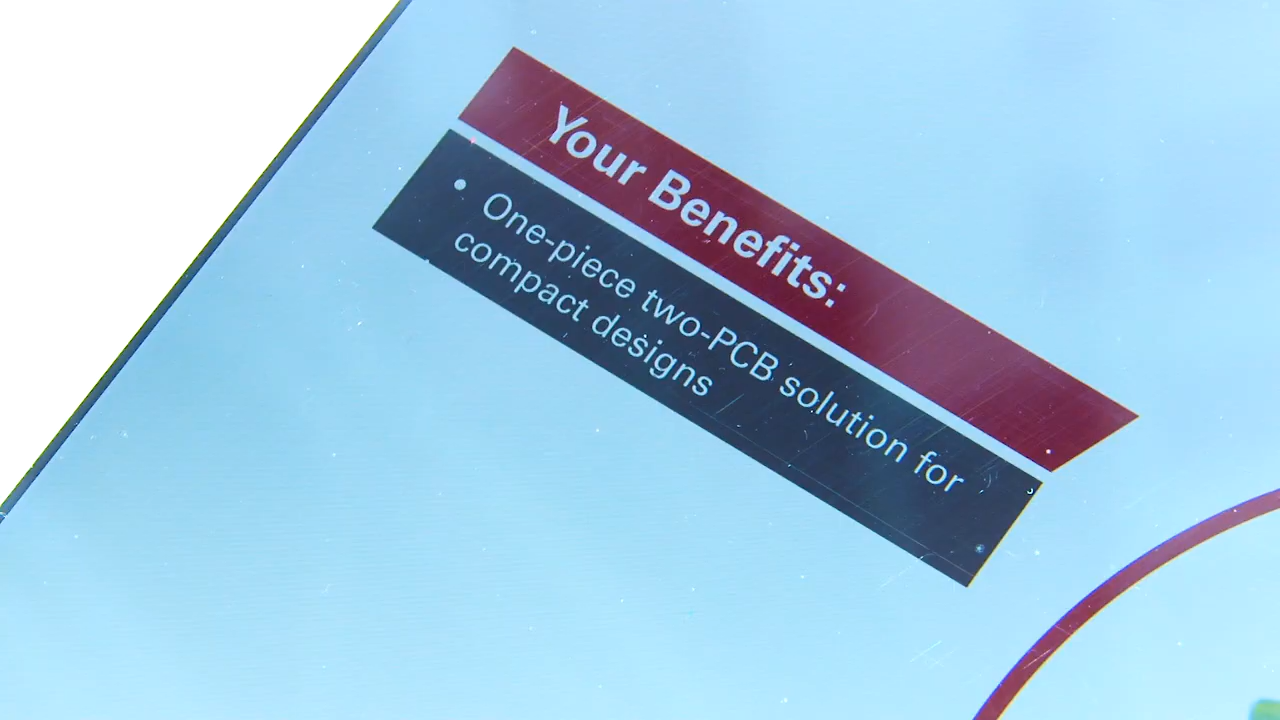 Your Benefits:
• One-piece two-PCB solution for
compact designs